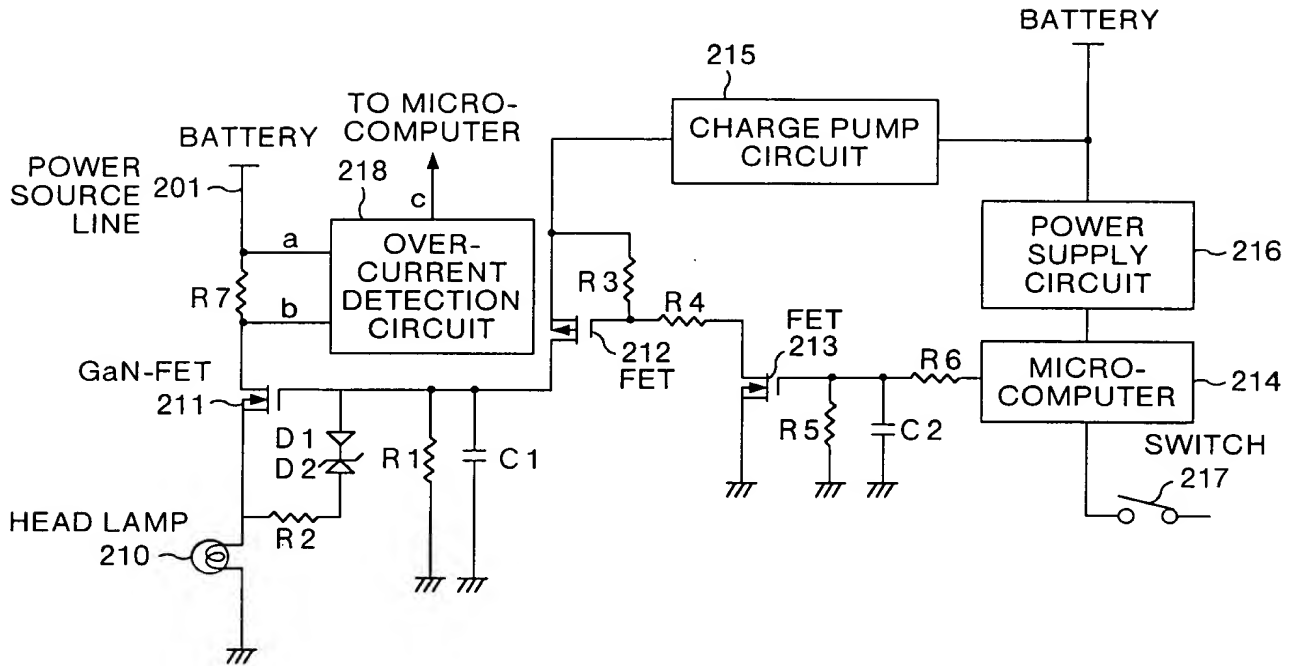 BATTERY
215
TO MICRO-
COMPUTER
CHARGE PUMP
CIRCUIT
BATTERY
POWER
SOURCE
LINE
201
218
c
a
OVER-
CURRENT
DETECTION
CIRCUIT
POWER
SUPPLY
CIRCUIT
216
R7
b
R3
R4
FET
213
212
FET
R6
MICRO-
COMPUTER
214
GaN-FET
211
D1
D2
R1
C1
R5
C2
SWITCH
217
HEAD LAMP
210
R2